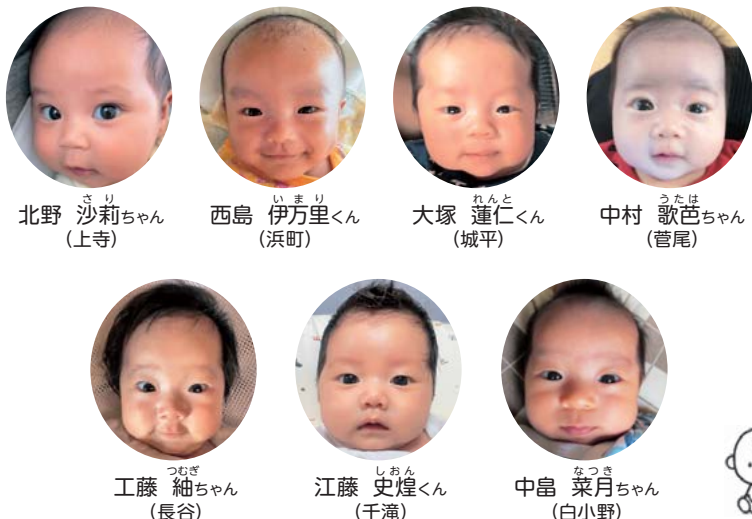 北野 沙莉ちゃん 西島 伊万里くん 大塚 蓮仁くん 中村 歌芭ちゃん
さり いまり れんと うたは
(上寺) (浜町) (城平) (菅尾)
工藤 紬ちゃん 江藤 史煌くん 中畠 菜月ちゃん
つむぎ しおん なつき
(長谷) (千滝) (白小野)